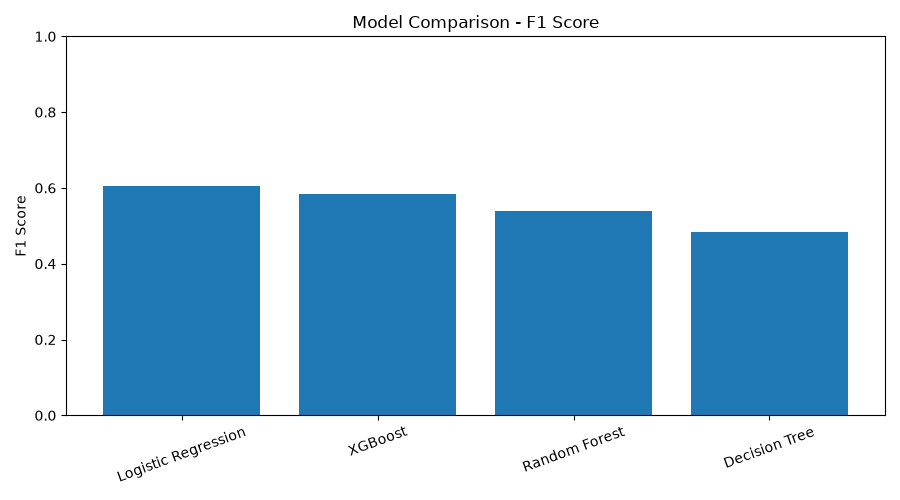 Model Comparison - F1 Score
1.0
0.8
0.6
0.4
0.2
0.0
F1 Score
Logistic Regression
XGBoost
Random Forest
Decision Tree